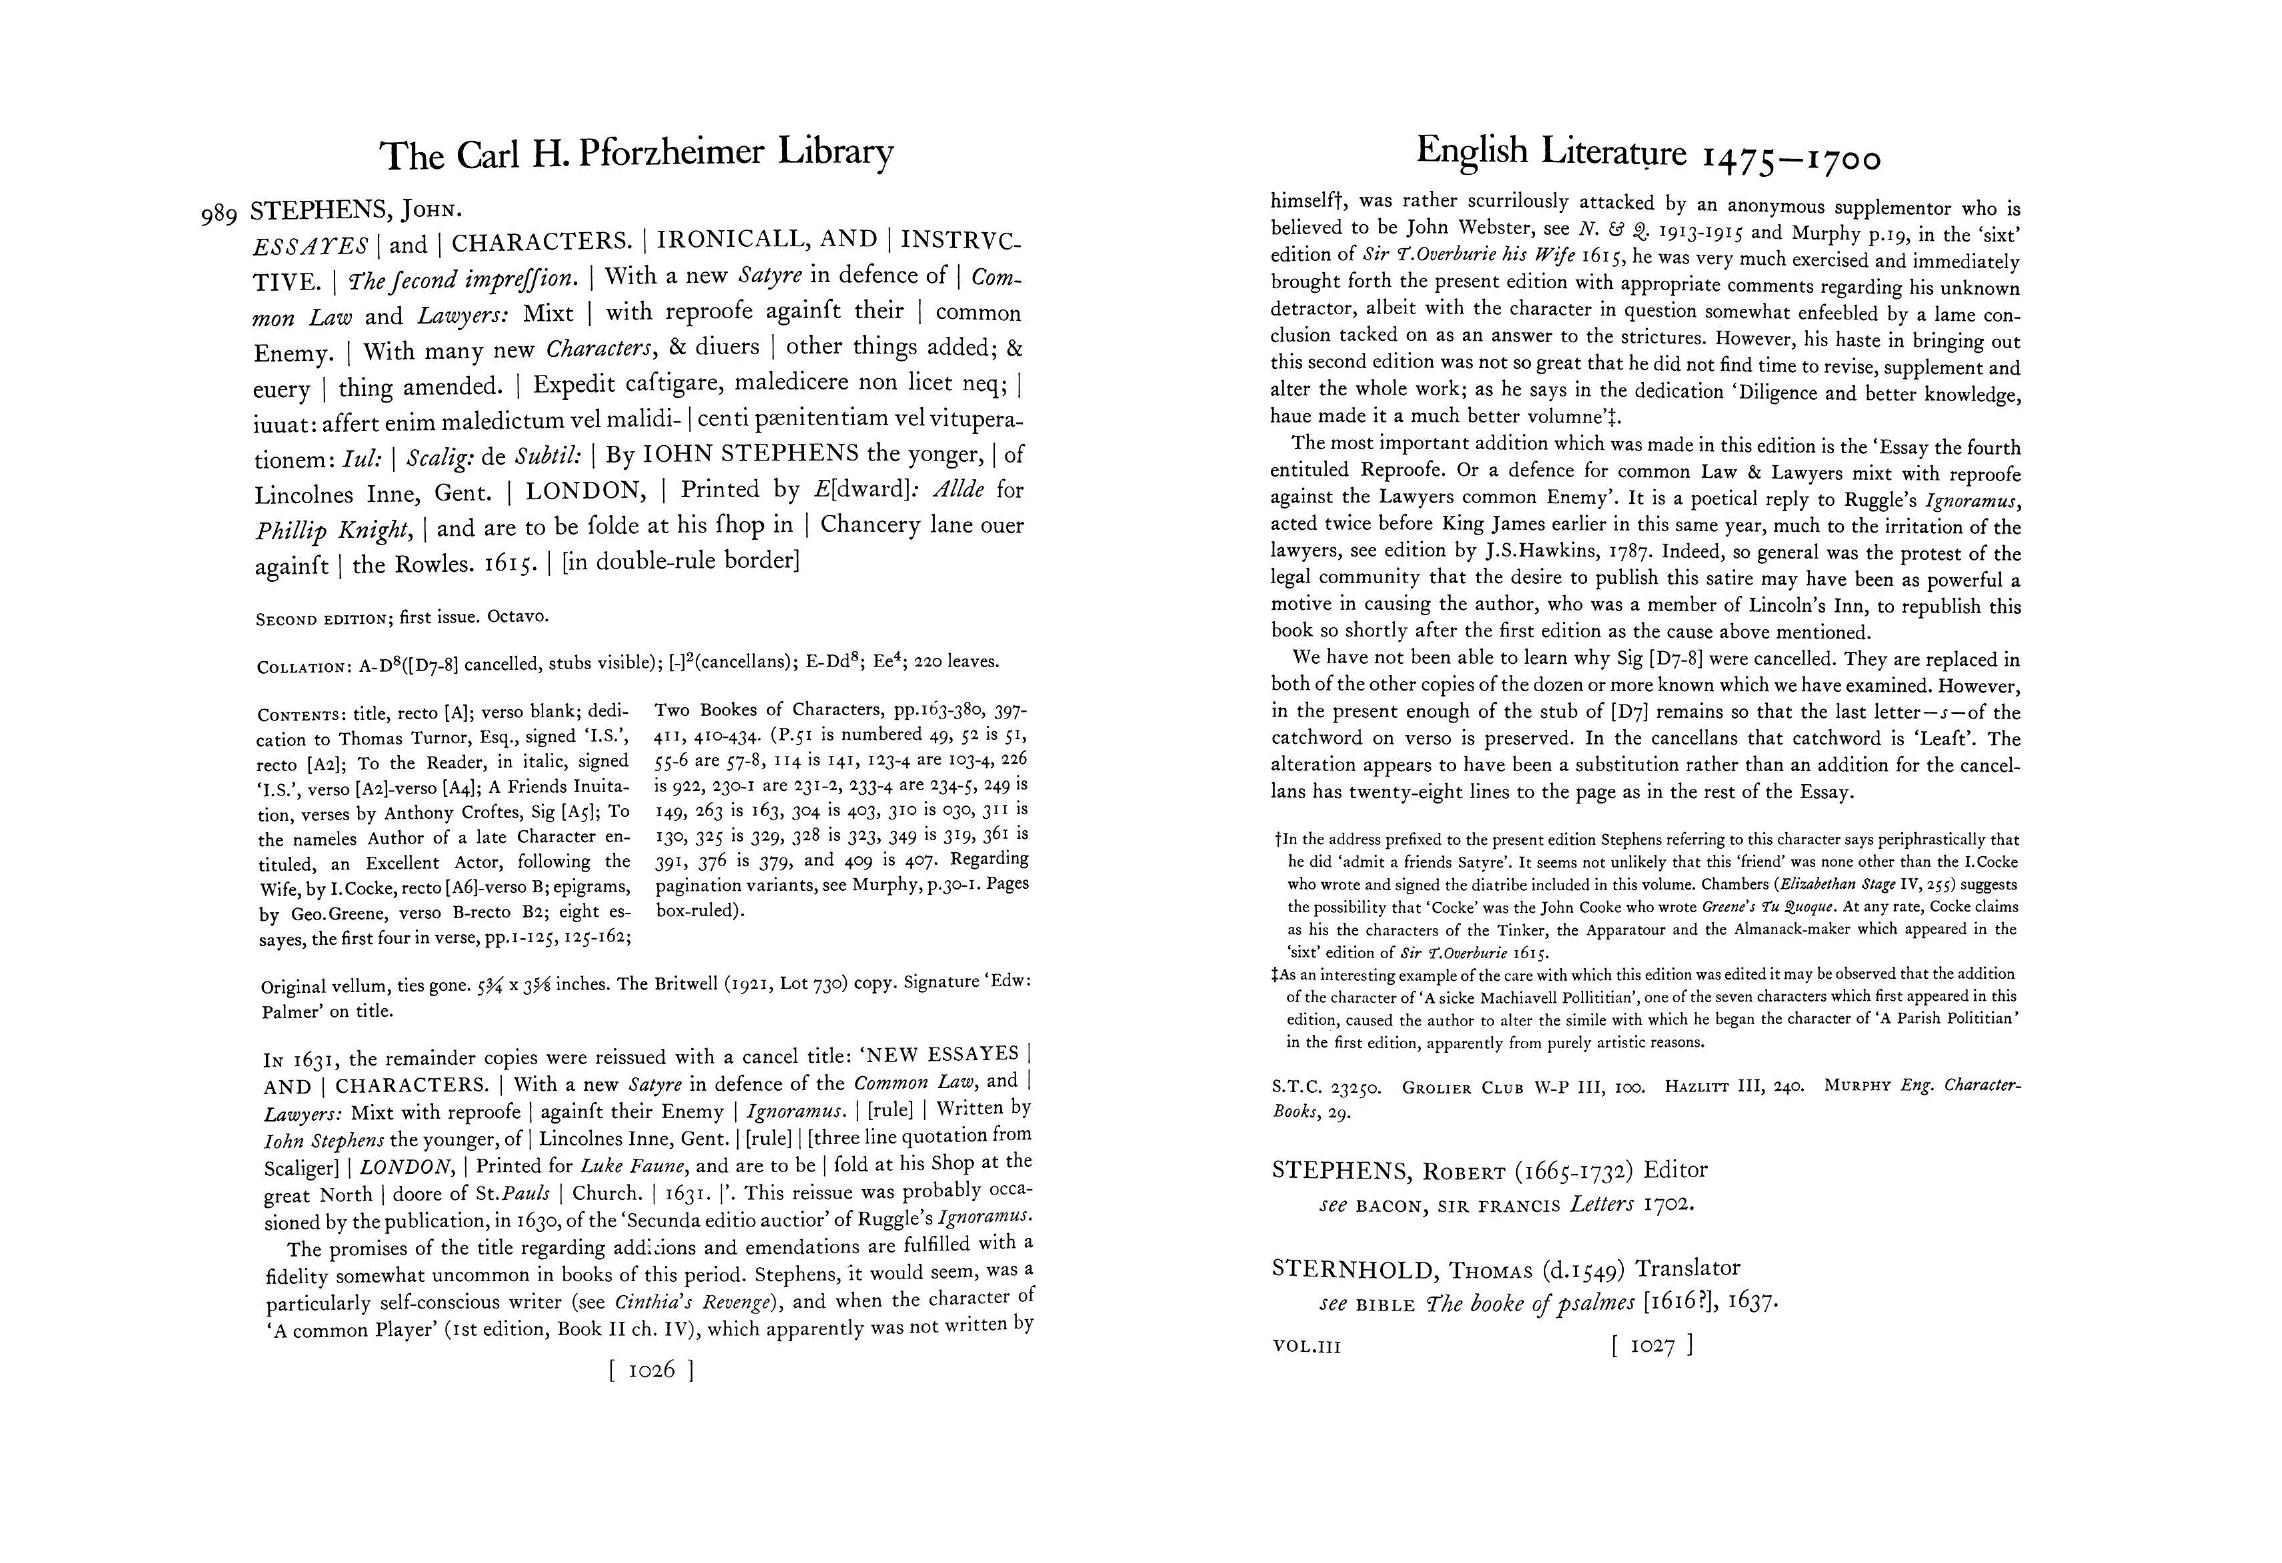 The Carl H. Pforzheimer Library
989 STEPHENS, JOHN.
ESSAYES | and | CHARACTERS. | IRONICALL, AND | INSTRVC-
TIVE. | The ſecond impreſſion. | With a new Satyre in defence of | Com-
mon Law and Lawyers: Mixt | with reproofe againſt their | common
Enemy. | With many new Characters, & diuers | other things added; &
euery | thing amended. | Expedit caſtigare, maledicere non licet neq; |
iuuat: affert enim maledictum vel malidi- | centi pænitentiam vel vitupera-
tionem: Iul: | Scalig: de Subtil: | By IOHN STEPHENS the yonger, | of
Lincolnes Inne, Gent. | LONDON, | Printed by E[dward]: Allde for
Phillip Knight, | and are to be ſolde at his ſhop in | Chancery lane ouer
againſt | the Rowles. 1615. | [in double-rule border]
SECOND EDITION; first issue. Octavo.
COLLATION: A-D⁸([D7-8] cancelled, stubs visible); [-]²(cancellans); E-Dd⁸; Ee⁴; 220 leaves.
CONTENTS: title, recto [A]; verso blank; dedi-
cation to Thomas Turnor, Esq., signed ‘I.S.’,
recto [A2]; To the Reader, in italic, signed
‘I.S.’, verso [A2]-verso [A4]; A Friends Inuita-
tion, verses by Anthony Croftes, Sig [A5]; To
the nameles Author of a late Character en-
tituled, an Excellent Actor, following the
Wife, by I.Cocke, recto [A6]-verso B; epigrams,
by Geo.Greene, verso B-recto B2; eight es-
sayes, the first four in verse, pp.1-125, 125-162;
Two Bookes of Characters, pp.163-380, 397-
411, 410-434. (P.51 is numbered 49, 52 is 51,
55-6 are 57-8, 114 is 141, 123-4 are 103-4, 226
is 922, 230-1 are 231-2, 233-4 are 234-5, 249 is
149, 263 is 163, 304 is 403, 310 is 030, 311 is
130, 325 is 329, 328 is 323, 349 is 319, 361 is
391, 376 is 379, and 409 is 407. Regarding
pagination variants, see Murphy, p.30-1. Pages
box-ruled).
Original vellum, ties gone. 5¾ x 3⅝ inches. The Britwell (1921, Lot 730) copy. Signature ‘Edw:
Palmer’ on title.
IN 1631, the remainder copies were reissued with a cancel title: ‘NEW ESSAYES |
AND | CHARACTERS. | With a new Satyre in defence of the Common Law, and |
Lawyers: Mixt with reproofe | againſt their Enemy | Ignoramus. | [rule] | Written by
Iohn Stephens the younger, of | Lincolnes Inne, Gent. | [rule] | [three line quotation from
Scaliger] | LONDON, | Printed for Luke Faune, and are to be | ſold at his Shop at the
great North | doore of St.Pauls | Church. | 1631. |’. This reissue was probably occa-
sioned by the publication, in 1630, of the ‘Secunda editio auctior’ of Ruggle’s Ignoramus.
The promises of the title regarding additions and emendations are fulfilled with a
fidelity somewhat uncommon in books of this period. Stephens, it would seem, was a
particularly self-conscious writer (see Cinthia’s Revenge), and when the character of
‘A common Player’ (1st edition, Book II ch. IV), which apparently was not written by
[ 1026 ]
English Literature 1475–1700
himself†, was rather scurrilously attacked by an anonymous supplementor who is
believed to be John Webster, see N. & Q. 1913-1915 and Murphy p.19, in the ‘sixt’
edition of Sir T.Overburie his Wife 1615, he was very much exercised and immediately
brought forth the present edition with appropriate comments regarding his unknown
detractor, albeit with the character in question somewhat enfeebled by a lame con-
clusion tacked on as an answer to the strictures. However, his haste in bringing out
this second edition was not so great that he did not find time to revise, supplement and
alter the whole work; as he says in the dedication ‘Diligence and better knowledge,
haue made it a much better volumne’‡.
The most important addition which was made in this edition is the ‘Essay the fourth
entituled Reproofe. Or a defence for common Law & Lawyers mixt with reproofe
against the Lawyers common Enemy’. It is a poetical reply to Ruggle’s Ignoramus,
acted twice before King James earlier in this same year, much to the irritation of the
lawyers, see edition by J.S.Hawkins, 1787. Indeed, so general was the protest of the
legal community that the desire to publish this satire may have been as powerful a
motive in causing the author, who was a member of Lincoln’s Inn, to republish this
book so shortly after the first edition as the cause above mentioned.
We have not been able to learn why Sig [D7-8] were cancelled. They are replaced in
both of the other copies of the dozen or more known which we have examined. However,
in the present enough of the stub of [D7] remains so that the last letter—s—of the
catchword on verso is preserved. In the cancellans that catchword is ‘Leaſt’. The
alteration appears to have been a substitution rather than an addition for the cancel-
lans has twenty-eight lines to the page as in the rest of the Essay.
†In the address prefixed to the present edition Stephens referring to this character says periphrastically that
he did ‘admit a friends Satyre’. It seems not unlikely that this ‘friend’ was none other than the I.Cocke
who wrote and signed the diatribe included in this volume. Chambers (Elizabethan Stage IV, 255) suggests
the possibility that ‘Cocke’ was the John Cooke who wrote Greene’s Tu Quoque. At any rate, Cocke claims
as his the characters of the Tinker, the Apparatour and the Almanack-maker which appeared in the
‘sixt’ edition of Sir T.Overburie 1615.
‡As an interesting example of the care with which this edition was edited it may be observed that the addition
of the character of ‘A sicke Machiavell Pollititian’, one of the seven characters which first appeared in this
edition, caused the author to alter the simile with which he began the character of ‘A Parish Polititian’
in the first edition, apparently from purely artistic reasons.
S.T.C. 23250. GROLIER CLUB W-P III, 100. HAZLITT III, 240. MURPHY Eng. Character-
Books, 29.
STEPHENS, ROBERT (1665-1732) Editor
see BACON, SIR FRANCIS Letters 1702.
STERNHOLD, THOMAS (d.1549) Translator
see BIBLE The booke of psalmes [1616?], 1637.
VOL.III
[ 1027 ]